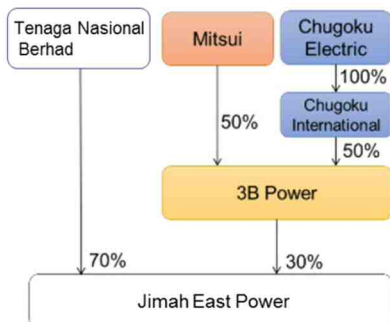 Tenaga Nasional
Berhad
Mitsui
Chugoku
Electric
100%
Chugoku
International
50%
50%
3B Power
70%
30%
Jimah East Power